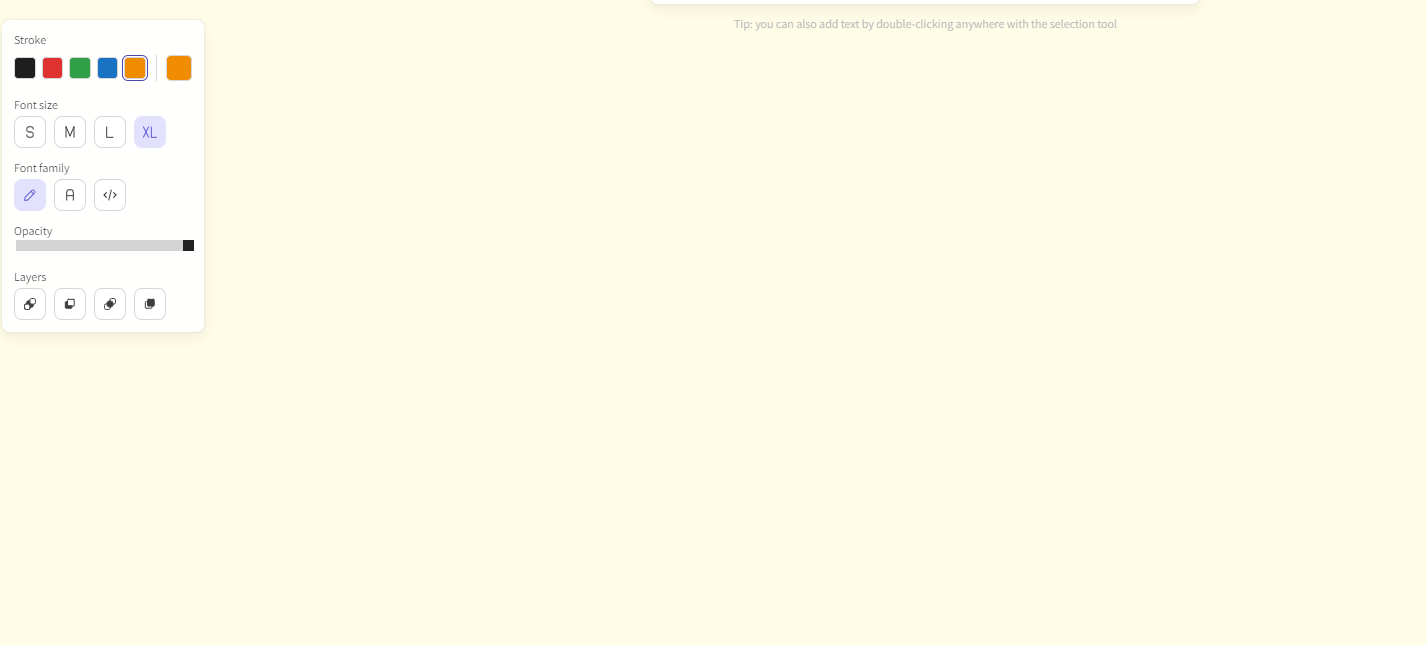 Tip: you can also add text by double-clicking anywhere with the selection tool
Stroke
Font size
S M L XL
Font family
A </>
Opacity
Layers